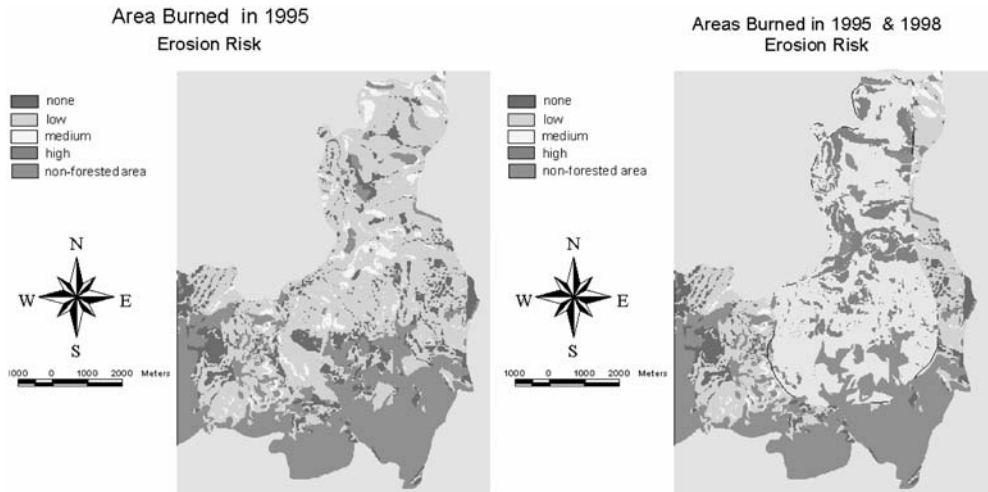 Area Burned in 1995
Erosion Risk
none
low
medium
high
non-forested area
N
W E
S
1000 0 1000 2000 Meters
Areas Burned in 1995 & 1998
Erosion Risk
none
low
medium
high
non-forested area
N
W E
S
1000 0 1000 2000 Meters